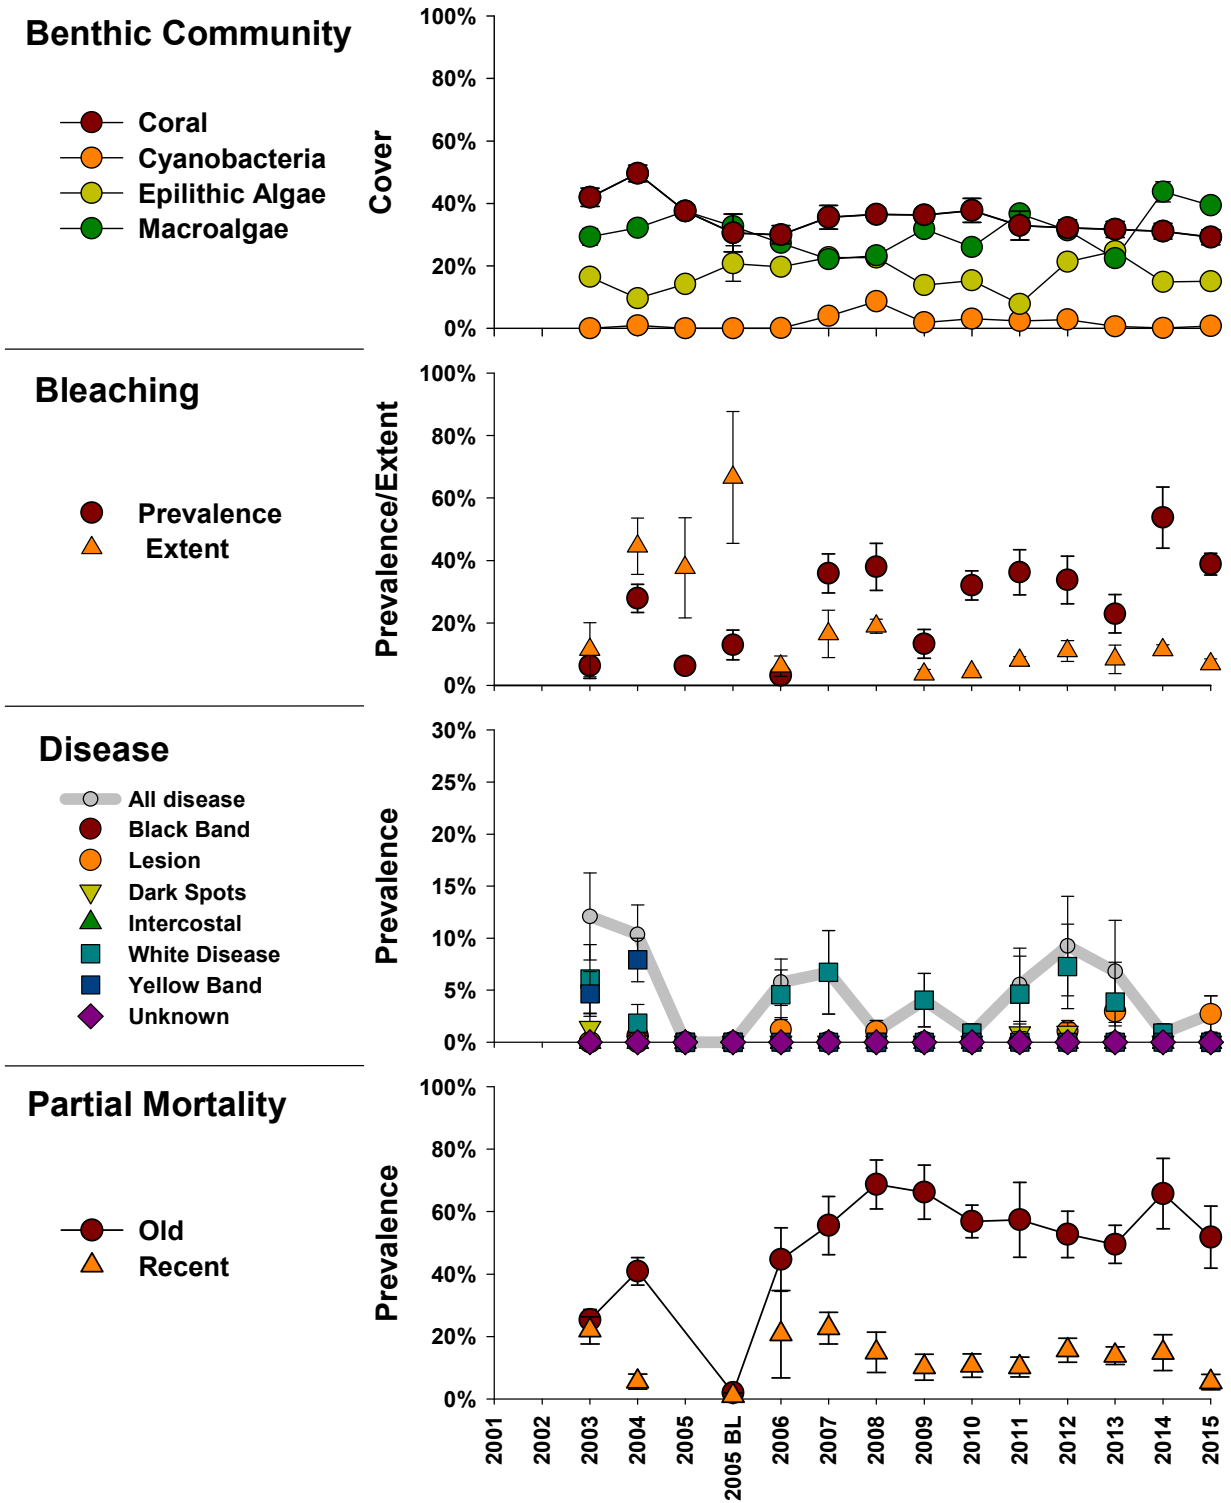 Benthic Community
Coral
Cyanobacteria
Epilithic Algae
Macroalgae
Cover
100%
80%
60%
40%
20%
0%
Bleaching
Prevalence
Extent
Prevalence/Extent
100%
80%
60%
40%
20%
0%
Disease
All disease
Black Band
Lesion
Dark Spots
Intercostal
White Disease
Yellow Band
Unknown
Prevalence
30%
25%
20%
15%
10%
5%
0%
Partial Mortality
Old
Recent
Prevalence
100%
80%
60%
40%
20%
0%
2001
2002
2003
2004
2005
2005 BL
2006
2007
2008
2009
2010
2011
2012
2013
2014
2015